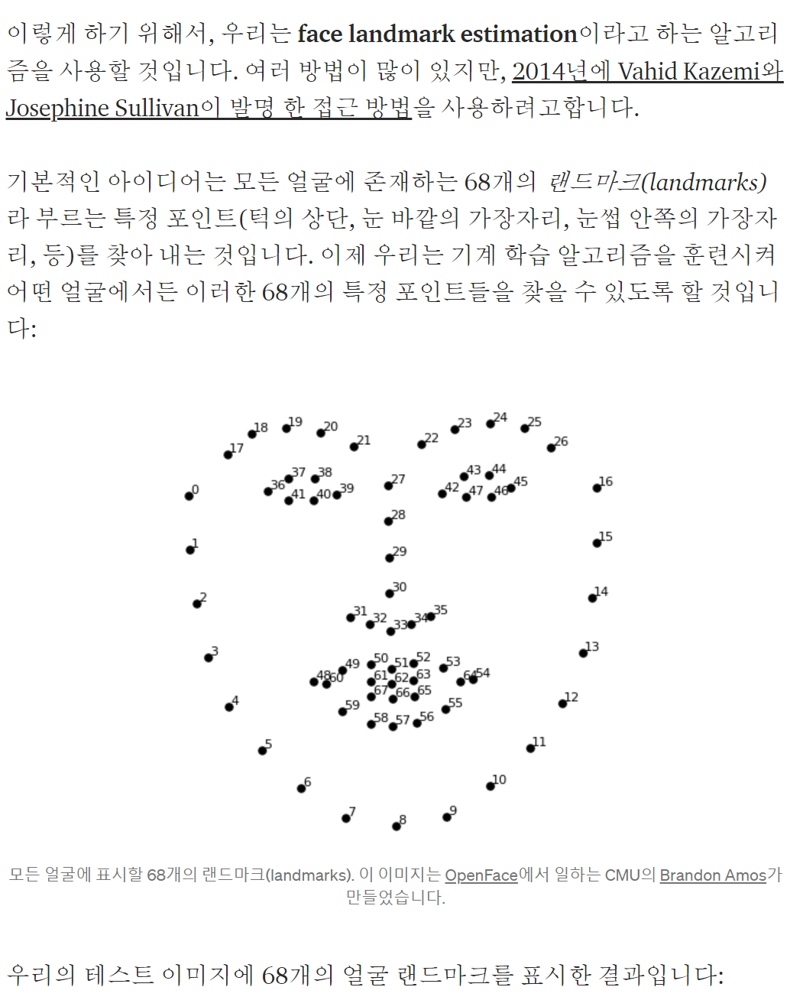 이렇게 하기 위해서, 우리는 face landmark estimation이라고 하는 알고리
즘을 사용할 것입니다. 여러 방법이 많이 있지만, 2014년에 Vahid Kazemi와
Josephine Sullivan이 발명 한 접근 방법을 사용하려고합니다.
기본적인 아이디어는 모든 얼굴에 존재하는 68개의 랜드마크(landmarks)
라 부르는 특정 포인트(턱의 상단, 눈 바깥의 가장자리, 눈썹 안쪽의 가장자
리, 등)를 찾아 내는 것입니다. 이제 우리는 기계 학습 알고리즘을 훈련시켜
어떤 얼굴에서든 이러한 68개의 특정 포인트들을 찾을 수 있도록 할 것입니
다:
18 19 20 23 24 25
17 21 22 26
37 38 43 44
0 36 39 27 42 45 16
41 40 47 46
28
1 29 15
2 30 14
31 32 33 34 35
3 13
49 50 51 52 53
48 60 61 62 63 64 54
67 66 65
4 59 55 12
58 57 56
5 11
6 10
7 8 9
모든 얼굴에 표시할 68개의 랜드마크(landmarks). 이 이미지는 OpenFace에서 일하는 CMU의 Brandon Amos가
만들었습니다.
우리의 테스트 이미지에 68개의 얼굴 랜드마크를 표시한 결과입니다: